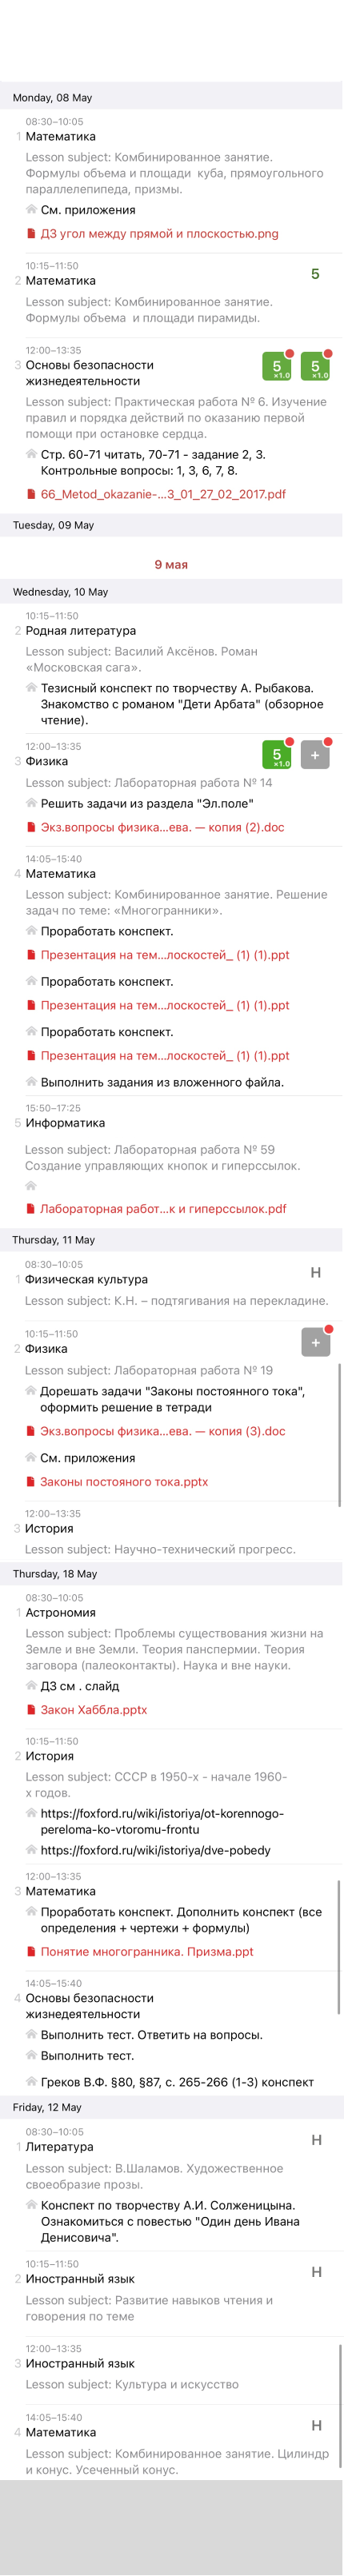 Monday, 08 May
08:30–10:05
1 Математика
Lesson subject: Комбинированное занятие.
Формулы объема и площади куба, прямоугольного
параллелепипеда, призмы.
См. приложения
ДЗ угол между прямой и плоскостью.png
10:15–11:50
5
2 Математика
Lesson subject: Комбинированное занятие.
Формулы объема и площади пирамиды.
12:00–13:35
3 Основы безопасности
жизнедеятельности
5 ×1.0 5 ×1.0
Lesson subject: Практическая работа № 6. Изучение
правил и порядка действий по оказанию первой
помощи при остановке сердца.
Стр. 60-71 читать, 70-71 - задание 2, 3.
Контрольные вопросы: 1, 3, 6, 7, 8.
66_Metod_okazanie-...3_01_27_02_2017.pdf
Tuesday, 09 May
9 мая
Wednesday, 10 May
10:15–11:50
2 Родная литература
Lesson subject: Василий Аксёнов. Роман
«Московская сага».
Тезисный конспект по творчеству А. Рыбакова.
Знакомство с романом "Дети Арбата" (обзорное
чтение).
12:00–13:35
3 Физика
5 ×1.0 +
Lesson subject: Лабораторная работа № 14
Решить задачи из раздела "Эл.поле"
Экз.вопросы физика...ева. — копия (2).doc
14:05–15:40
4 Математика
Lesson subject: Комбинированное занятие. Решение
задач по теме: «Многогранники».
Проработать конспект.
Презентация на тем...лоскостей_ (1) (1).ppt
Проработать конспект.
Презентация на тем...лоскостей_ (1) (1).ppt
Проработать конспект.
Презентация на тем...лоскостей_ (1) (1).ppt
Выполнить задания из вложенного файла.
15:50–17:25
5 Информатика
Lesson subject: Лабораторная работ № 59
Создание управляющих кнопок и гиперссылок.
Лабораторная работ...к и гиперссылок.pdf
Thursday, 11 May
08:30–10:05
Н
1 Физическая культура
Lesson subject: К.Н. – подтягивания на перекладине.
10:15–11:50
+
2 Физика
Lesson subject: Лабораторная работа № 19
Дорешать задачи "Законы постоянного тока",
оформить решение в тетради
Экз.вопросы физика...ева. — копия (3).doc
См. приложения
Законы постояного тока.pptx
12:00–13:35
3 История
Lesson subject: Научно-технический прогресс.
Thursday, 18 May
08:30–10:05
1 Астрономия
Lesson subject: Проблемы существования жизни на
Земле и вне Земли. Теория панспермии. Теория
заговора (палеоконтакты). Наука и вне науки.
ДЗ см . слайд
Закон Хаббла.pptx
10:15–11:50
2 История
Lesson subject: СССР в 1950-х - начале 1960-
х годов.
https://foxford.ru/wiki/istoriya/ot-korennogo-
pereloma-ko-vtoromu-frontu
https://foxford.ru/wiki/istoriya/dve-pobedy
12:00–13:35
3 Математика
Проработать конспект. Дополнить конспект (все
определения + чертежи + формулы)
Понятие многогранника. Призма.ppt
14:05–15:40
4 Основы безопасности
жизнедеятельности
Выполнить тест. Ответить на вопросы.
Выполнить тест.
Греков В.Ф. §80, §87, с. 265-266 (1-3) конспект
Friday, 12 May
08:30–10:05
Н
1 Литература
Lesson subject: В.Шаламов. Художественное
своеобразие прозы.
Конспект по творчеству А.И. Солженицына.
Ознакомиться с повестью "Один день Ивана
Денисовича".
10:15–11:50
Н
2 Иностранный язык
Lesson subject: Развитие навыков чтения и
говорения по теме
12:00–13:35
3 Иностранный язык
Lesson subject: Культура и искусство
14:05–15:40
Н
4 Математика
Lesson subject: Комбинированное занятие. Цилиндр
и конус. Усеченный конус.